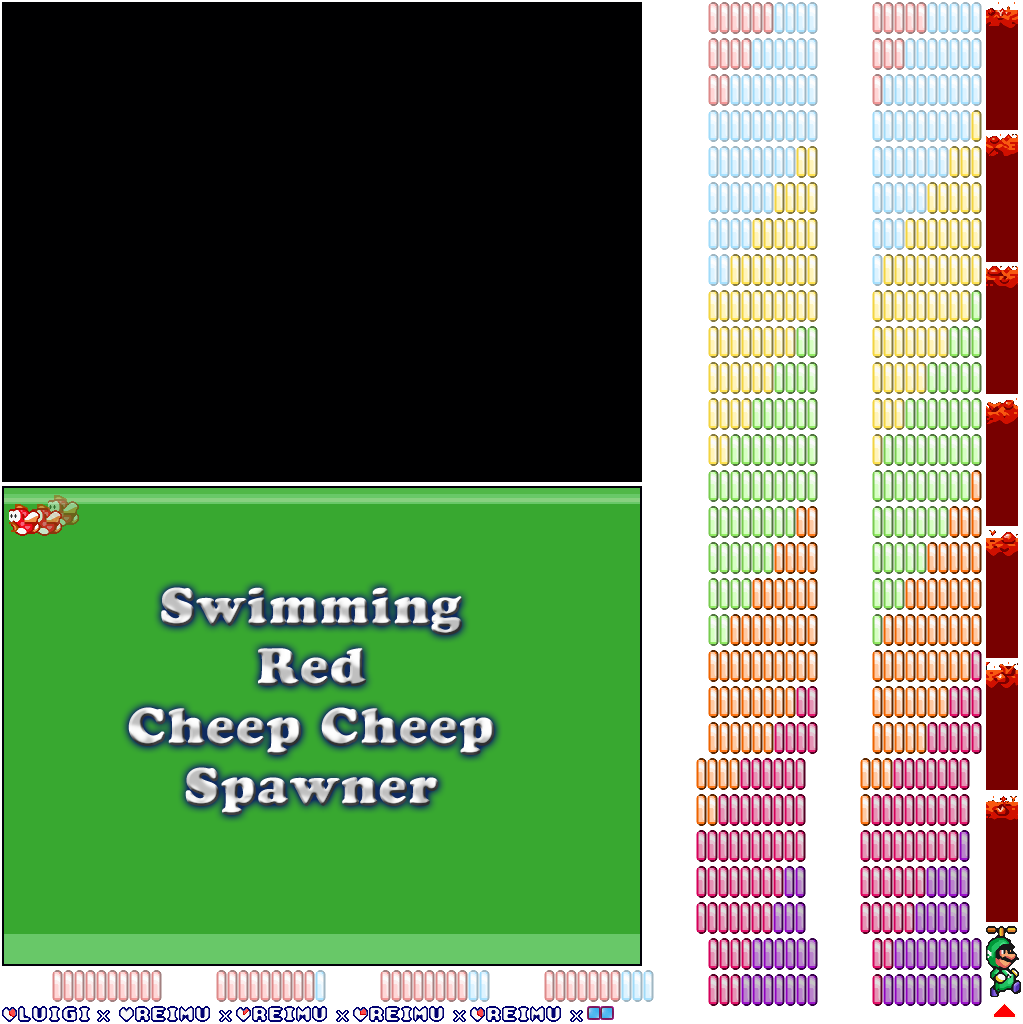 Swimming
Red
Cheep Cheep
Spawner
LUIGI x REIMU x REIMU x REIMU x REIMU x